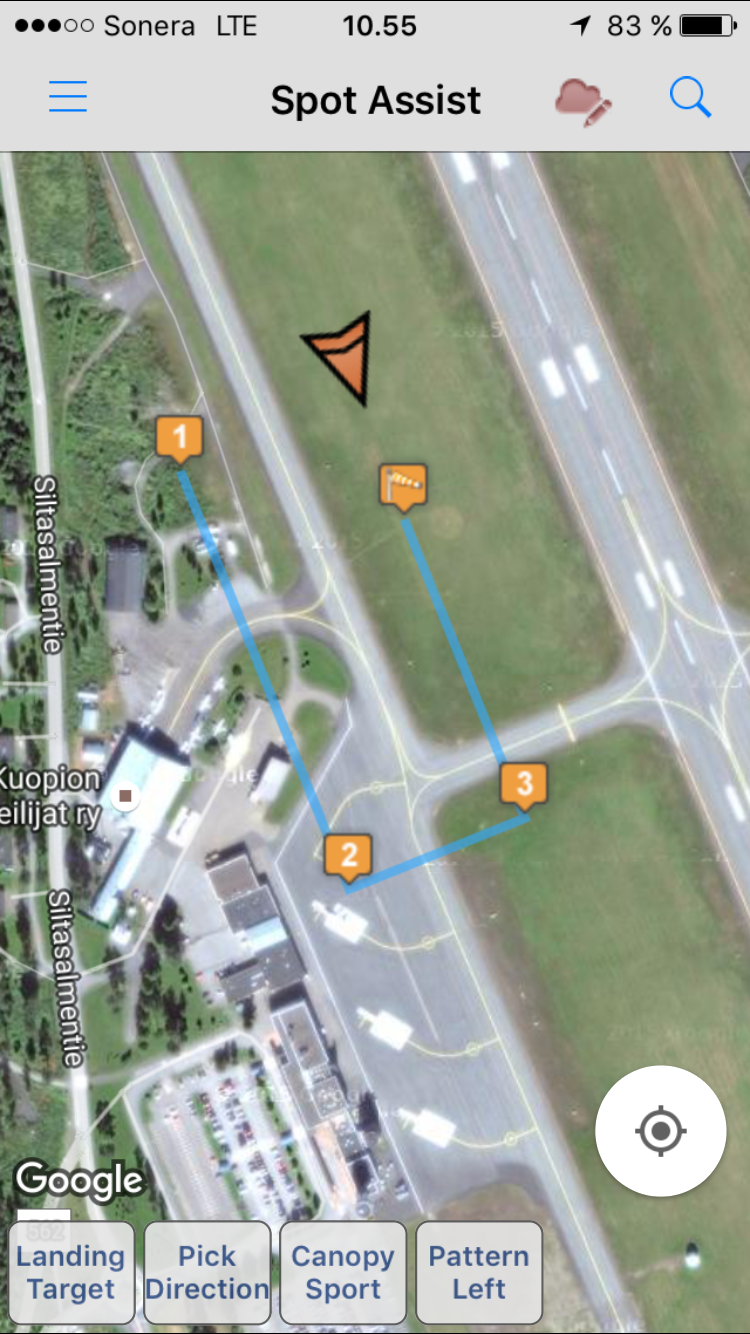 Sonera LTE 10.55 83 %
Spot Assist
1
Siltasalmentie
3
2
Kuopion
eilijat ry
Siltasalmentie
Google
562
Landing Target
Pick Direction
Canopy Sport
Pattern Left